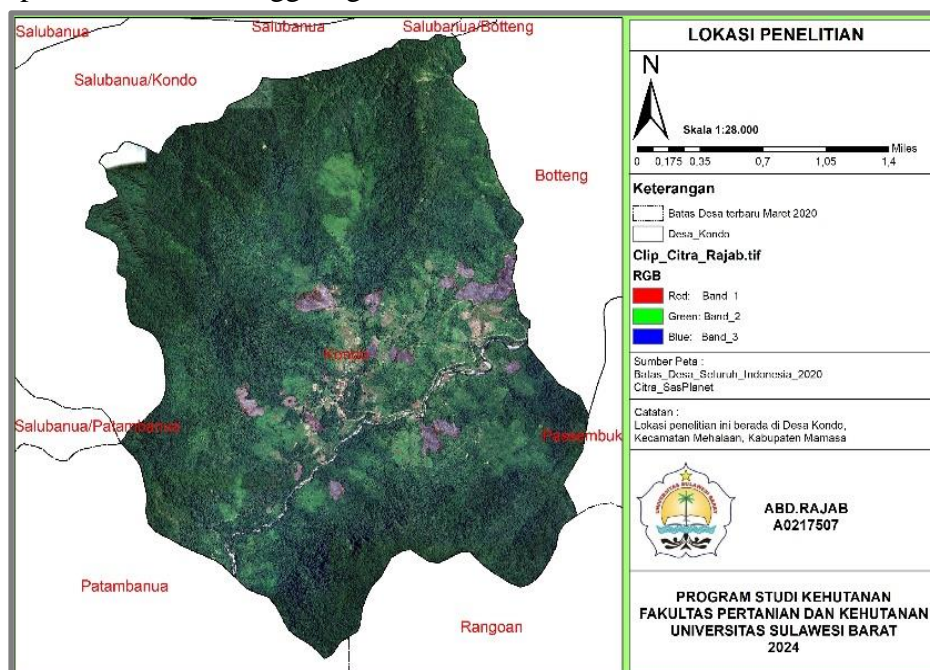 Salubanua
Salubanua
Salubanua/Botteng
Salubanua/Kondo
Botteng
Kondo
Salubanua/Patambanua
Passembuk
Patambanua
Rangoan
LOKASI PENELITIAN
N
Skala 1:28.000
Miles
0 0,175 0,35 0,7 1,05 1,4
Keterangan
Batas Desa terbaru Maret 2020
Desa_Kondo
Clip_Citra_Rajab.tif
RGB
Red: Band_1
Green: Band_2
Blue: Band_3
Sumber Peta :
Batas_Desa_Seluruh_Indonesia_2020
Citra_SasPlanet
Catatan :
Lokasi penelitian ini berada di Desa Kondo,
Kecamatan Mehalaan, Kabupaten Mamasa
UNIVERSITAS SULAWESI BARAT
ABD.RAJAB
A0217507
PROGRAM STUDI KEHUTANAN
FAKULTAS PERTANIAN DAN KEHUTANAN
UNIVERSITAS SULAWESI BARAT
2024